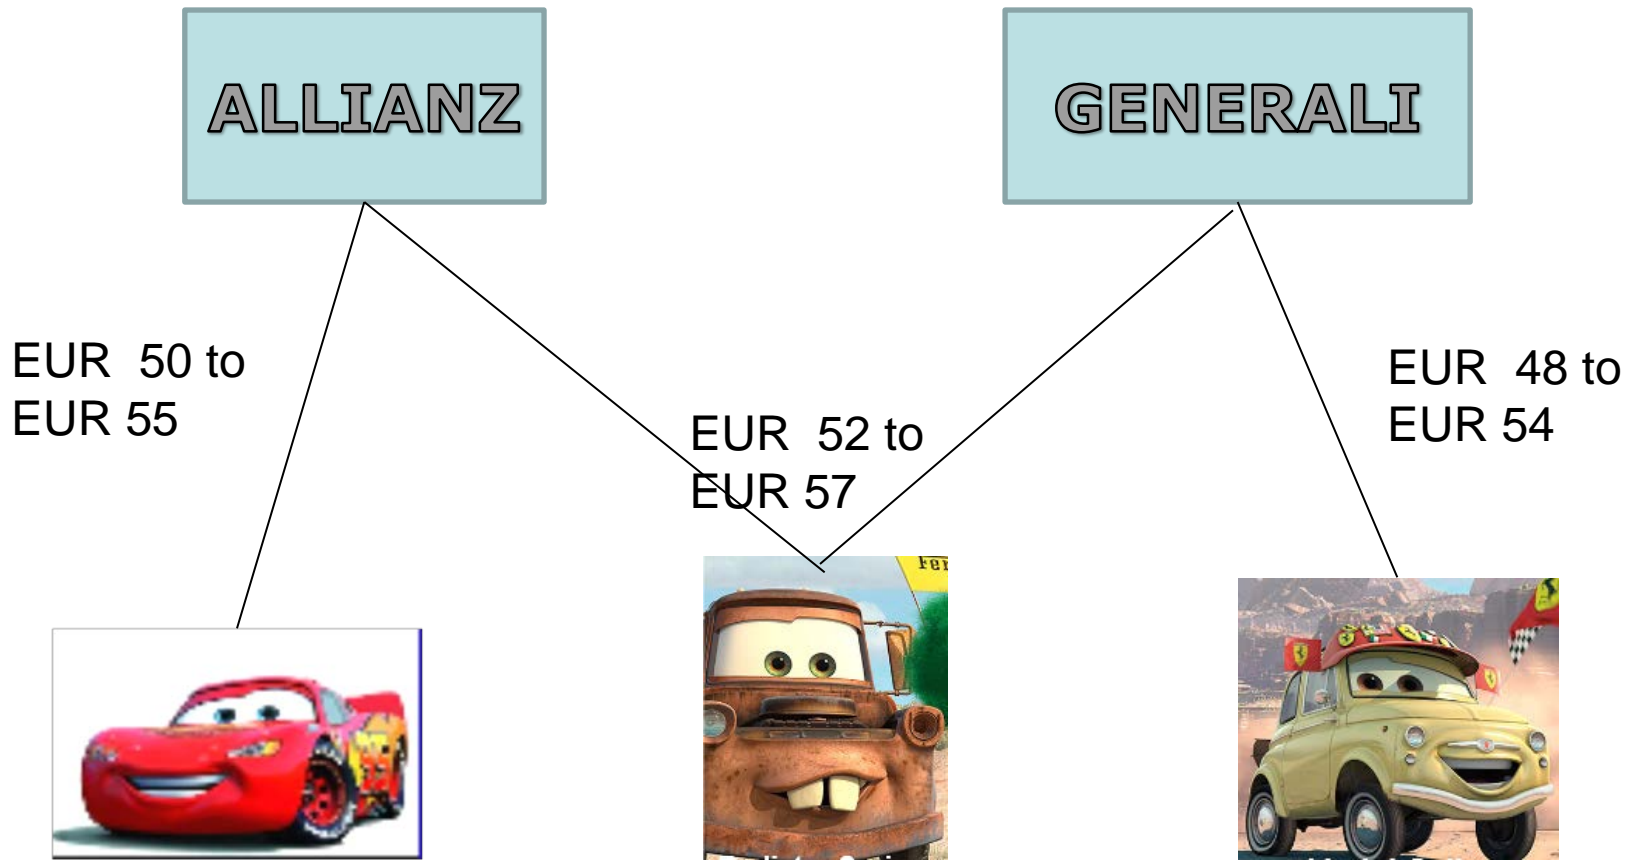 ALLIANZ
GENERALI
EUR 50 to
EUR 55
EUR 52 to
EUR 57
EUR 48 to
EUR 54